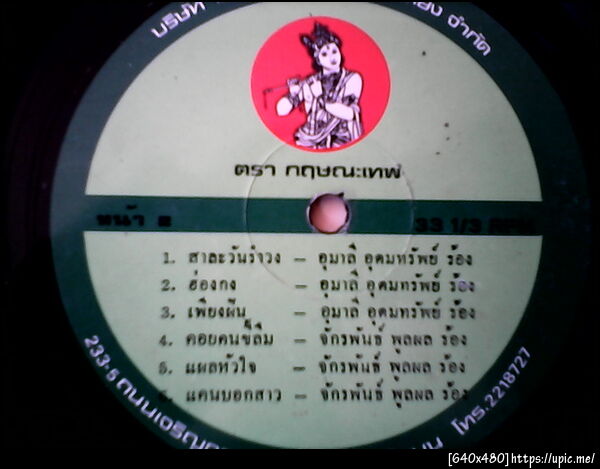 บริษัท
จำกัด
ตรา กฤษณะเทพ
หน้า ๒
33 1/3 RPM
1. สาละวันรำวง – อุมาลี อุดมทรัพย์ ร้อง
2. ฮ่องกง – อุมาลี อุดมทรัพย์ ร้อง
3. เพียงฝัน – อุมาลี อุดมทรัพย์ ร้อง
4. คอยคนขี้ลืม – จักรพันธ์ พูลผล ร้อง
5. แผลหัวใจ – จักรพันธ์ พูลผล ร้อง
6. แคนบอกสาว – จักรพันธ์ พูลผล ร้อง
233-5
โทร.2218727
[640x480]https://upic.me/